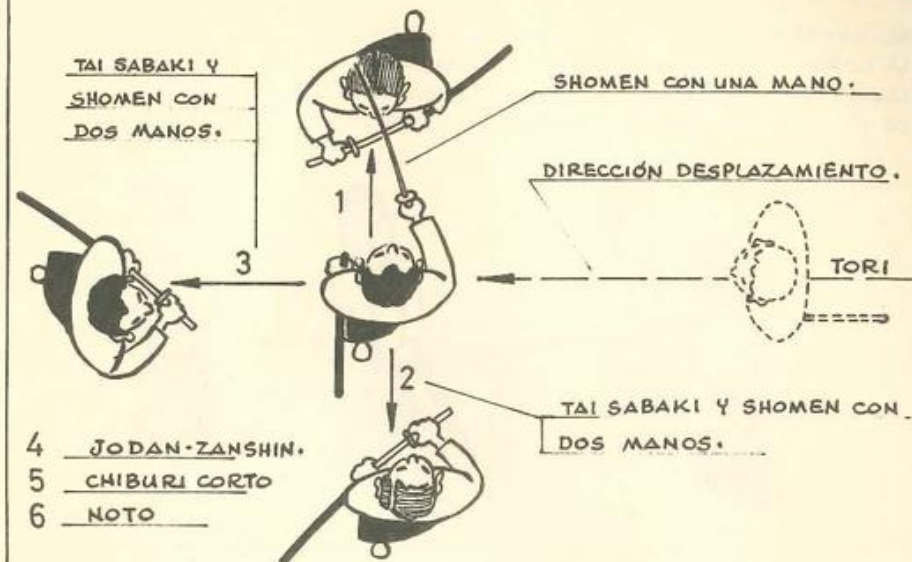 TAI SABAKI Y
SHOMEN CON
DOS MANOS.
SHOMEN CON UNA MANO.
DIRECCIÓN DESPLAZAMIENTO.
1
3
TORI
2
TAI SABAKI Y SHOMEN CON
DOS MANOS.
4 JODAN-ZANSHIN.
5 CHIBURI CORTO
6 NOTO